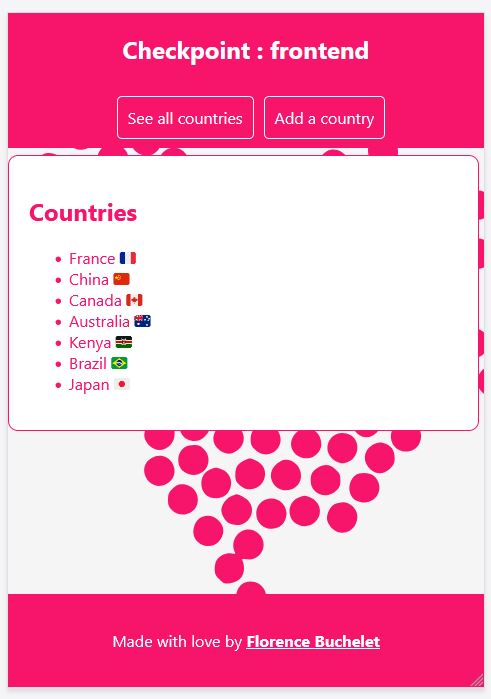 Checkpoint : frontend
See all countries
Add a country
Countries
France 🇫🇷
China 🇨🇳
Canada 🇨🇦
Australia 🇦🇺
Kenya 🇰🇪
Brazil 🇧🇷
Japan 🇯🇵
Made with love by Florence Buchelet